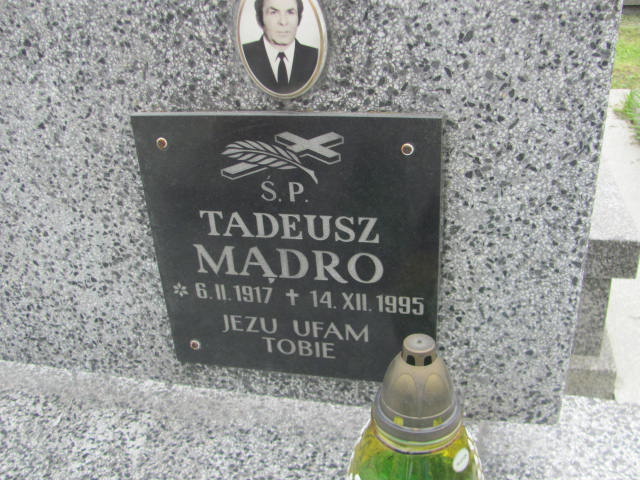 Ś. P.
TADEUSZ
MĄDRO
* 6. II. 1917 ✝ 14. XII. 1995
JEZU UFAM
TOBIE